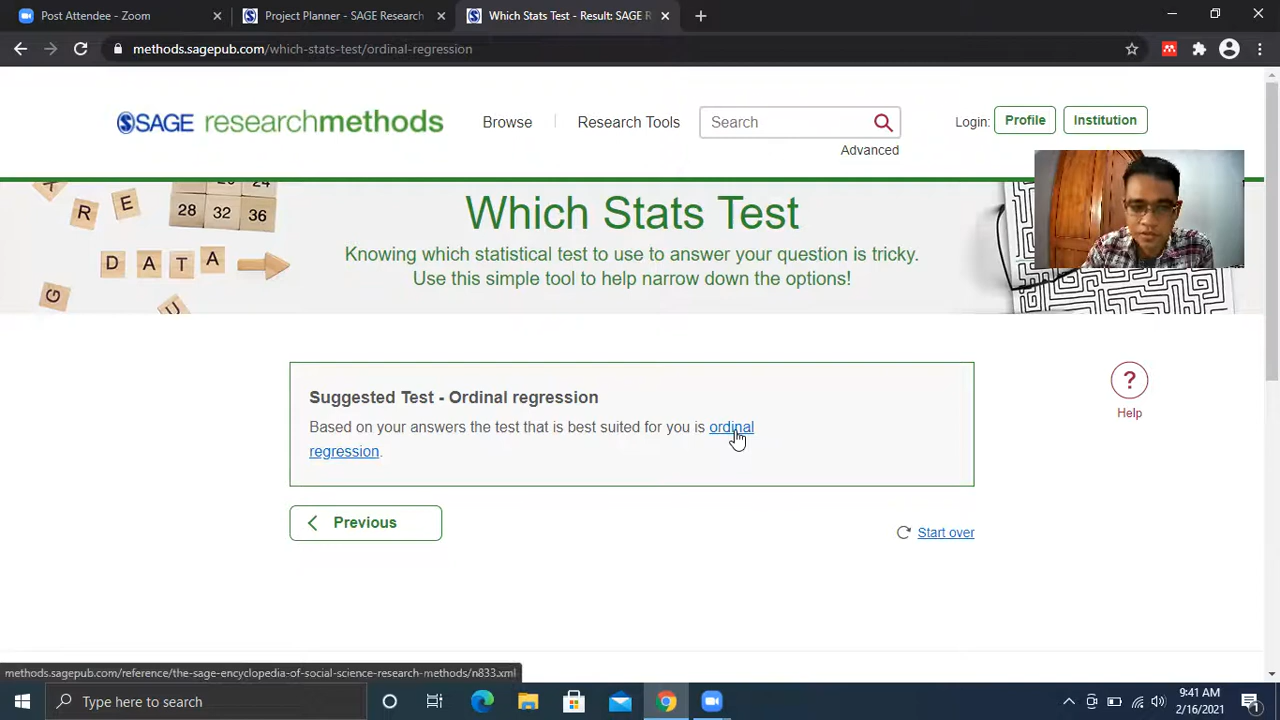 Post Attendee - Zoom
Project Planner - SAGE Research
Which Stats Test - Result: SAGE R
methods.sagepub.com/which-stats-test/ordinal-regression
SAGE researchmethods
Browse
Research Tools
Search
Advanced
Login:
Profile
Institution
24
28 32 36
R E
D A T A
G
U
Which Stats Test
Knowing which statistical test to use to answer your question is tricky.
Use this simple tool to help narrow down the options!
Suggested Test - Ordinal regression
Based on your answers the test that is best suited for you is ordinal
regression.
Help
Previous
Start over
methods.sagepub.com/reference/the-sage-encyclopedia-of-social-science-research-methods/n833.xml
Type here to search
9:41 AM
2/16/2021
1